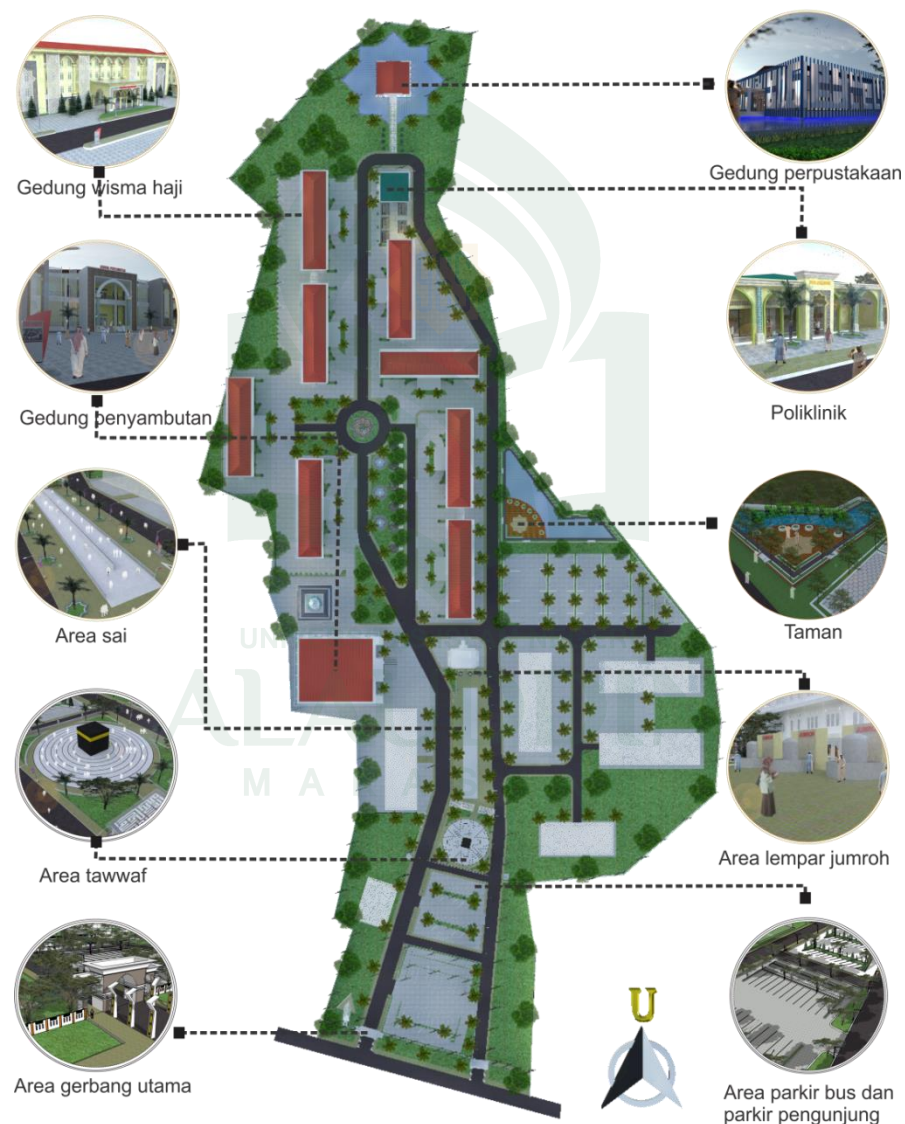 Gedung wisma haji
Gedung perpustakaan
Gedung penyambutan
Poliklinik
Area sai
Taman
Area tawwaf
Area lempar jumroh
Area gerbang utama
U
Area parkir bus dan
parkir pengunjung